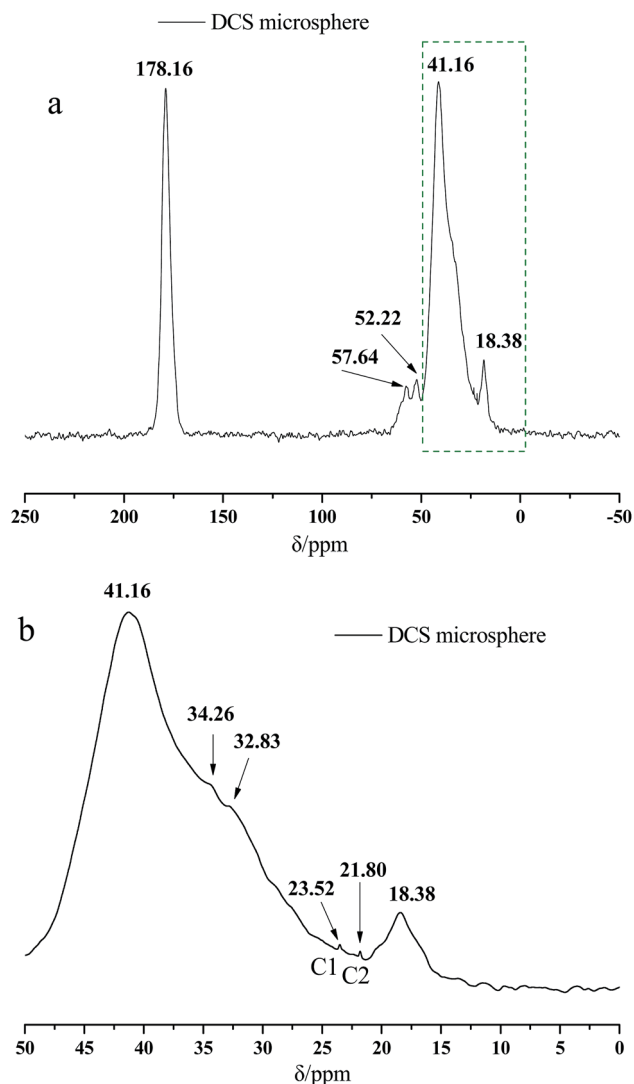 DCS microsphere
a
178.16
41.16
52.22
57.64
18.38
250 200 150 100 50 0 -50
δ/ppm
b
41.16
DCS microsphere
34.26
32.83
23.52
21.80
18.38
C1
C2
50 45 40 35 30 25 20 15 10 5 0
δ/ppm